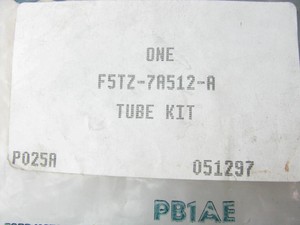 ONE
F5TZ-7A512-A
TUBE KIT
P025A 051297
PB1AE